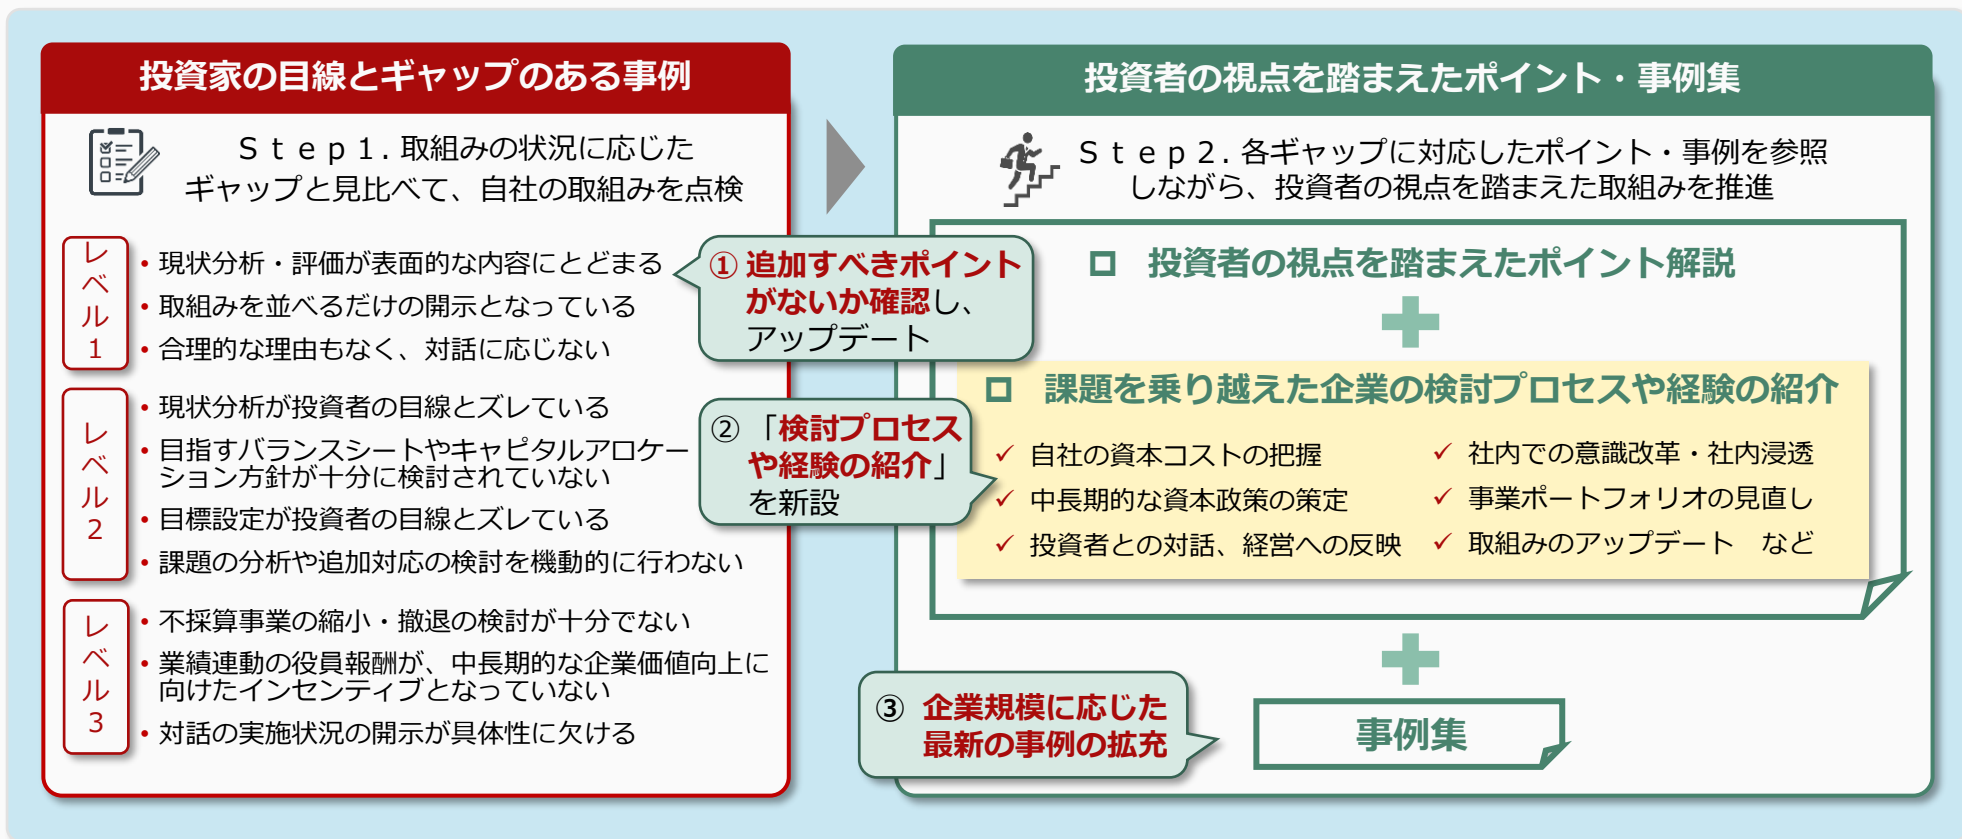 投資家の目線とギャップのある事例
Ｓｔｅｐ１. 取組みの状況に応じた
ギャップと見比べて、自社の取組みを点検
レベル1
・現状分析・評価が表面的な内容にとどまる
・取組みを並べるだけの開示となっている
・合理的な理由もなく、対話に応じない
レベル2
・現状分析が投資者の目線とズレている
・目指すバランスシートやキャピタルアロケー
ション方針が十分に検討されていない
・目標設定が投資者の目線とズレている
・課題の分析や追加対応の検討を機動的に行わない
レベル3
・不採算事業の縮小・撤退の検討が十分でない
・業績連動の役員報酬が、中長期的な企業価値向上に
向けたインセンティブとなっていない
・対話の実施状況の開示が具体性に欠ける
① 追加すべきポイント
がないか確認し、
アップデート
② 「検討プロセス
や経験の紹介」
を新設
③ 企業規模に応じた
最新の事例の拡充
投資者の視点を踏まえたポイント・事例集
Ｓｔｅｐ２. 各ギャップに対応したポイント・事例を参照
しながら、投資者の視点を踏まえた取組みを推進
投資者の視点を踏まえたポイント解説
課題を乗り越えた企業の検討プロセスや経験の紹介
✓ 自社の資本コストの把握
✓ 中長期的な資本政策の策定
✓ 投資者との対話、経営への反映
✓ 社内での意識改革・社内浸透
✓ 事業ポートフォリオの見直し
✓ 取組みのアップデート　など
事例集